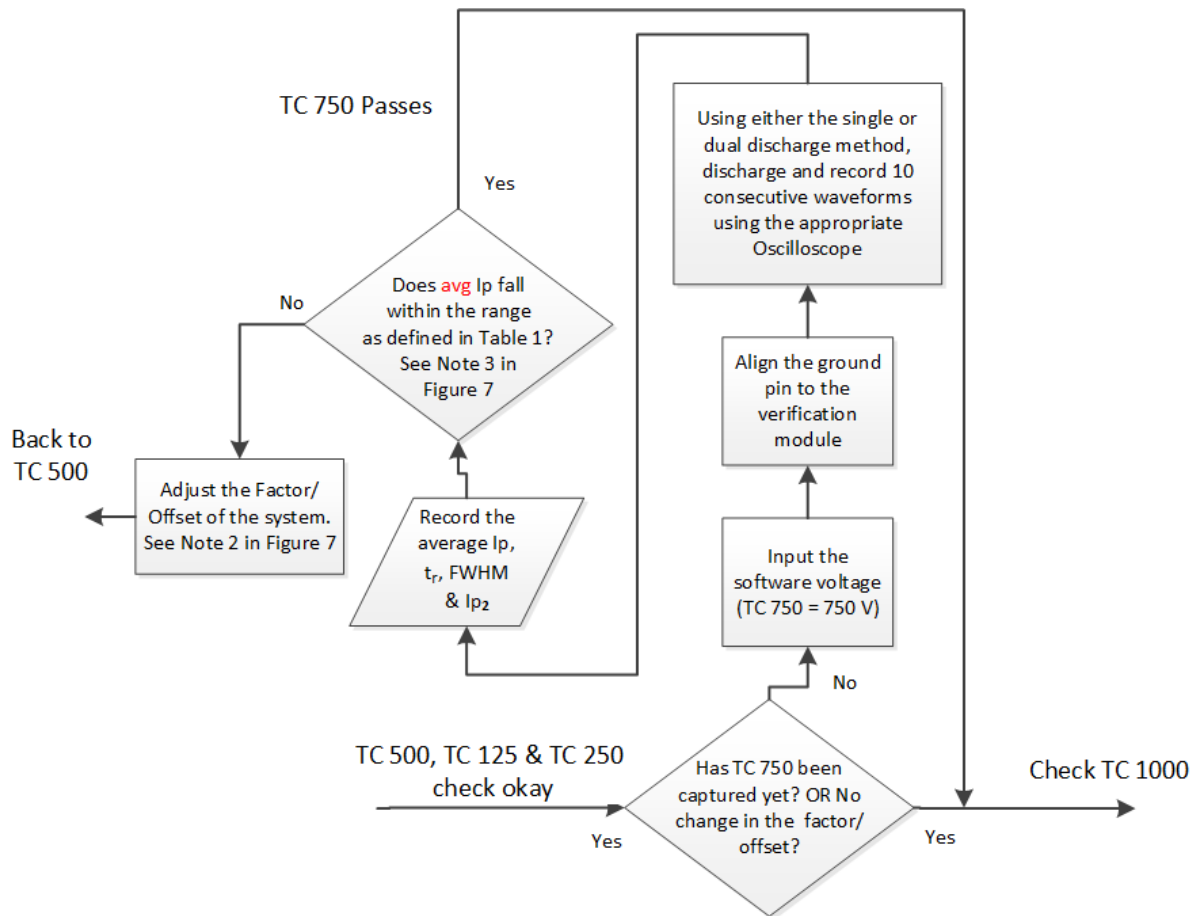 TC 750 Passes
Yes
Does avg Ip fall
within the range
as defined in Table 1?
See Note 3 in
Figure 7
No
Back to
TC 500
Adjust the Factor/
Offset of the system.
See Note 2 in Figure 7
Record the
average Ip,
tᵣ, FWHM
& Ip₂
Using either the single or
dual discharge method,
discharge and record 10
consecutive waveforms
using the appropriate
Oscilloscope
Align the ground
pin to the
verification
module
Input the
software voltage
(TC 750 = 750 V)
No
TC 500, TC 125 & TC 250
check okay
Yes
Has TC 750 been
captured yet? OR No
change in the factor/
offset?
Yes
Check TC 1000